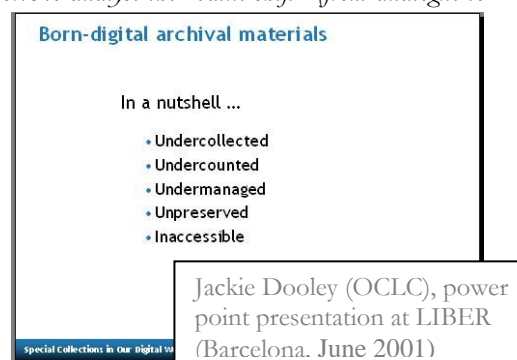 Born-digital archival materials
In a nutshell ...
• Undercollected
• Undercounted
• Undermanaged
• Unpreserved
• Inaccessible
Jackie Dooley (OCLC), power
point presentation at LIBER
(Barcelona, June 2001)
Special Collections in Our Digital